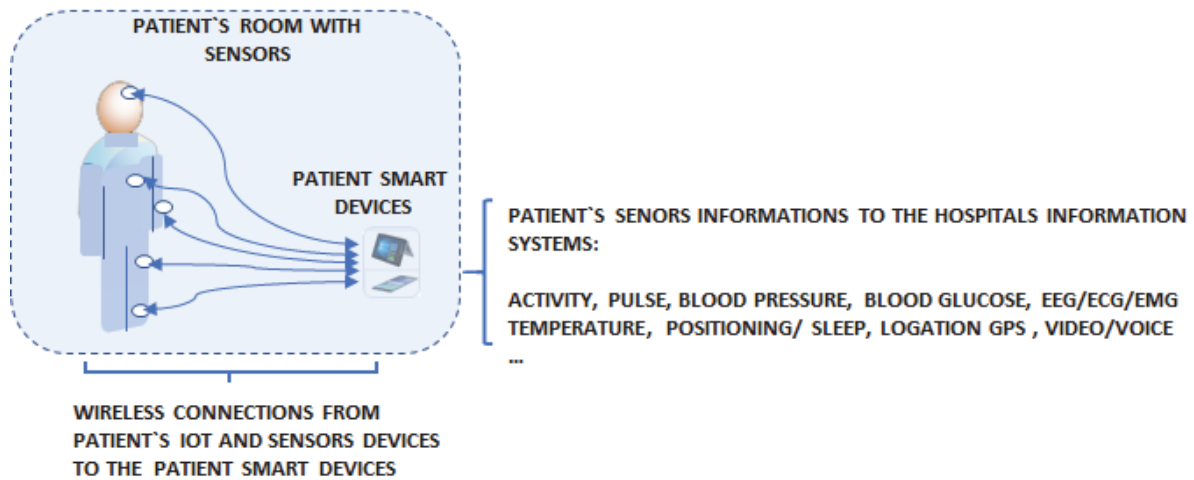 PATIENT`S ROOM WITH
SENSORS
PATIENT SMART
DEVICES
PATIENT`S SENORS INFORMATIONS TO THE HOSPITALS INFORMATION
SYSTEMS:
ACTIVITY, PULSE, BLOOD PRESSURE, BLOOD GLUCOSE, EEG/ECG/EMG
TEMPERATURE, POSITIONING/ SLEEP, LOGATION GPS , VIDEO/VOICE
...
WIRELESS CONNECTIONS FROM
PATIENT`S IOT AND SENSORS DEVICES
TO THE PATIENT SMART DEVICES